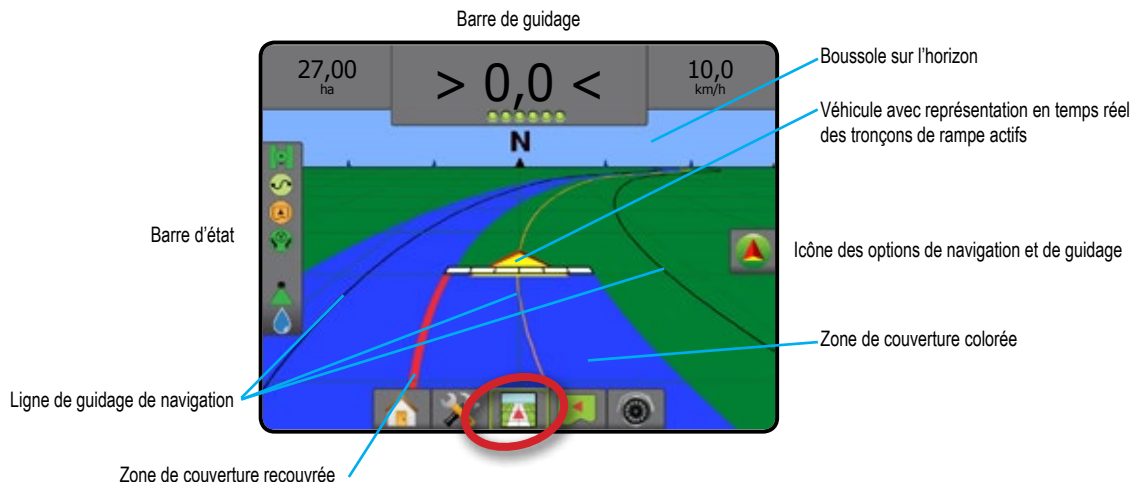 Barre de guidage
27,00
ha
> 0,0 <
10,0
km/h
N
Boussole sur l'horizon
Véhicule avec représentation en temps réel
des tronçons de rampe actifs
Barre d'état
Icône des options de navigation et de guidage
Zone de couverture colorée
Ligne de guidage de navigation
Zone de couverture recouvrée